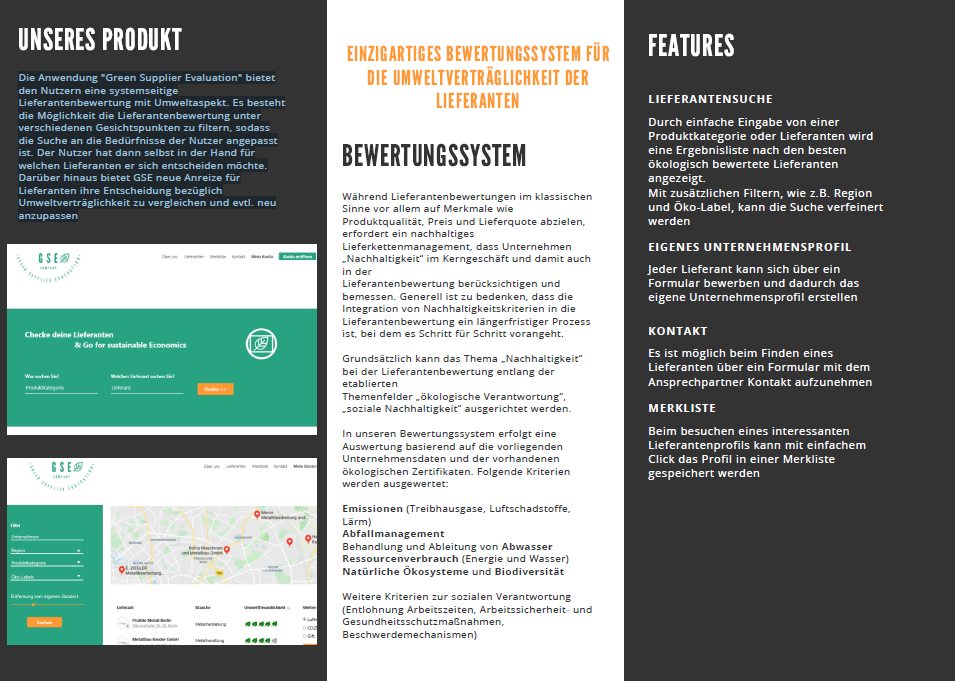 UNSERES PRODUKT
Die Anwendung "Green Supplier Evaluation" bietet
den Nutzern eine systemseitige
Lieferantenbewertung mit Umweltaspekt. Es besteht
die Möglichkeit die Lieferantenbewertung unter
verschiedenen Gesichtspunkten zu filtern, sodass
die Suche an die Bedürfnisse der Nutzer angepasst
ist. Der Nutzer hat dann selbst in der Hand für
welchen Lieferanten er sich entscheiden möchte.
Darüber hinaus bietet GSE neue Anreize für
Lieferanten ihre Entscheidung bezüglich
Umweltverträglichkeit zu vergleichen und evtl. neu
anzupassen
GSE
COMPANY
GREEN SUPPLIER EVALUATION
Über uns Lieferanten Merkliste Kontakt Mein Konto Konto eröffnen
Checke deine Lieferanten
& Go for sustainable Economics
Was suchen Sie? Welchen Lieferant suchen Sie?
Produktkategorie Lieferant Finden >>
GSE
COMPANY
GREEN SUPPLIER EVALUATION
Über uns Lieferanten Merkliste Kontakt Mein Konto
Filter
Unternehmen
Region
Produktkategorie
Öko-Labels
Entfernung vom eigenen Standort
Suchen
Metallbearbeitung und...
und Metallbau GmbH
E. ZIEGLER
Metallbearbeitung...
Lieferant Branche Umweltfreundlichkeit
ProKilo Metall Berlin
Metallherstellung
Metallbau Kessler GmbH
Metallhandlung
EINZIGARTIGES BEWERTUNGSSYSTEM FÜR
DIE UMWELTVERTRÄGLICHKEIT DER
LIEFERANTEN
BEWERTUNGSSYSTEM
Während Lieferantenbewertungen im klassischen
Sinne vor allem auf Merkmale wie
Produktqualität, Preis und Lieferquote abzielen,
erfordert ein nachhaltiges
Lieferkettenmanagement, dass Unternehmen
„Nachhaltigkeit“ im Kerngeschäft und damit auch
in der
Lieferantenbewertung berücksichtigen und
bemessen. Generell ist zu bedenken, dass die
Integration von Nachhaltigkeitskriterien in die
Lieferantenbewertung ein längerfristiger Prozess
ist, bei dem es Schritt für Schritt vorangeht.
Grundsätzlich kann das Thema „Nachhaltigkeit“
bei der Lieferantenbewertung entlang der
etablierten
Themenfelder „ökologische Verantwortung“,
„soziale Nachhaltigkeit“ ausgerichtet werden.
In unseren Bewertungssystem erfolgt eine
Auswertung basierend auf die vorliegenden
Unternehmensdaten und der vorhandenen
ökologischen Zertifikaten. Folgende Kriterien
werden ausgewertet:
Emissionen (Treibhausgase, Luftschadstoffe,
Lärm)
Abfallmanagement
Behandlung und Ableitung von Abwasser
Ressourcenverbrauch (Energie und Wasser)
Natürliche Ökosysteme und Biodiversität
Weitere Kriterien zur sozialen Verantwortung
(Entlohnung Arbeitszeiten, Arbeitssicherheit- und
Gesundheitsschutzmaßnahmen,
Beschwerdemechanismen)
FEATURES
LIEFERANTENSUCHE
Durch einfache Eingabe von einer
Produktkategorie oder Lieferanten wird
eine Ergebnisliste nach den besten
ökologisch bewertete Lieferanten
angezeigt.
Mit zusätzlichen Filtern, wie z.B. Region
und Öko-Label, kann die Suche verfeinert
werden
EIGENES UNTERNEHMENSPROFIL
Jeder Lieferant kann sich über ein
Formular bewerben und dadurch das
eigene Unternehmensprofil erstellen
KONTAKT
Es ist möglich beim Finden eines
Lieferanten über ein Formular mit dem
Ansprechpartner Kontakt aufzunehmen
MERKLISTE
Beim besuchen eines interessanten
Lieferantenprofils kann mit einfachem
Click das Profil in einer Merkliste
gespeichert werden